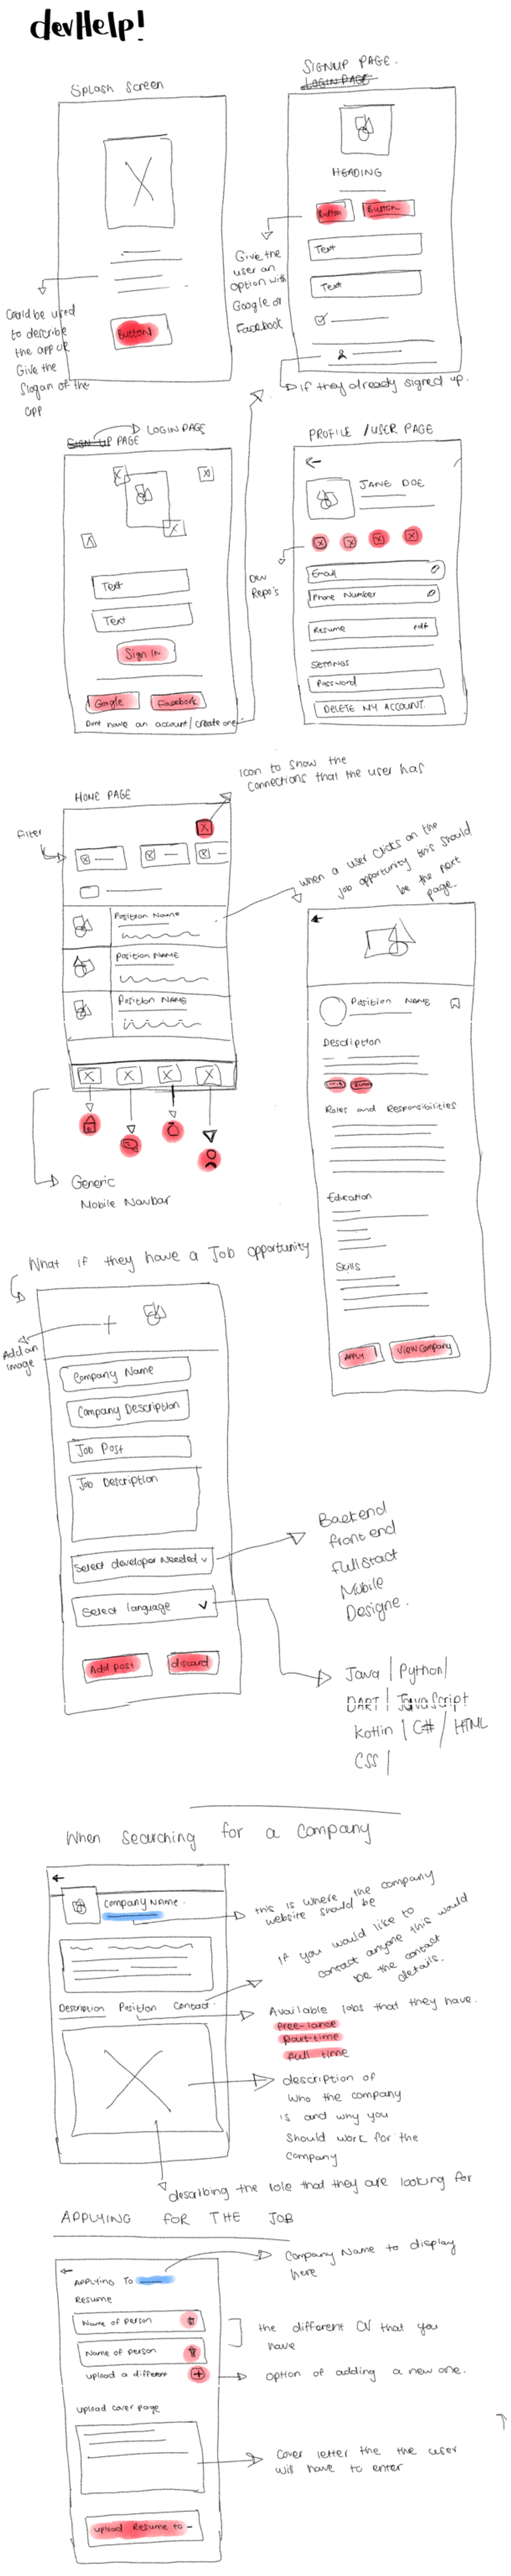 devHelp!
Splash Screen
Button
Could be used
to describe
the app or
Give the
Slogan of the
app
SIGNUP PAGE.
LOGIN PAGE
HEADING
Button
Button
Text
Text
Give the
user an
option with
Google or
Facebook
If they already signed up.
SIGN UP PAGE
LOGIN PAGE
Text
Text
Sign In
Google
Facebook
Dont have an account/create one
PROFILE /USER PAGE
JANE DOE
Dev
Repo's
Email
Phone Number
Resume
pdf
SETTINGS
Password
DELETE MY ACCOUNT.
Icon to show the
connections that the user has
HOME PAGE
Filter
Position Name
Position NAME
Position NAME
Generic
Mobile Navbar
when a user clicks on the
job opportunity this should
be the next
page.
Position NAME
Description
Roles and Responsibilities
Education
Skills
APPLY
View Company
What if they have a Job opportunity
Add an
image
Company Name
Company Description
Job Post
Job Description
Select developer Needed
Select language
Add post
discard
Backend
frontend
fullstact
Mobile
Designe.
Java | Python |
DART | JavaScript
Kotlin | C# / HTML
CSS |
When searching for a Company
Company Name.
this is where the company
website should be
If you would like to
contact anyone this would
be the contact
details.
Description Position Contact
Available jobs that they have.
free-lance
part-time
full time
description of
who the company
is and why you
should work for the
company
describing the role that they are looking for
APPLYING FOR THE JOB
APPLYING TO
Company Name to display
here
Resume
Name of person
Name of person
the different CV that you
have
upload a different
option of adding a new one.
upload cover page
Cover letter the the user
will have to enter
upload Resume to -